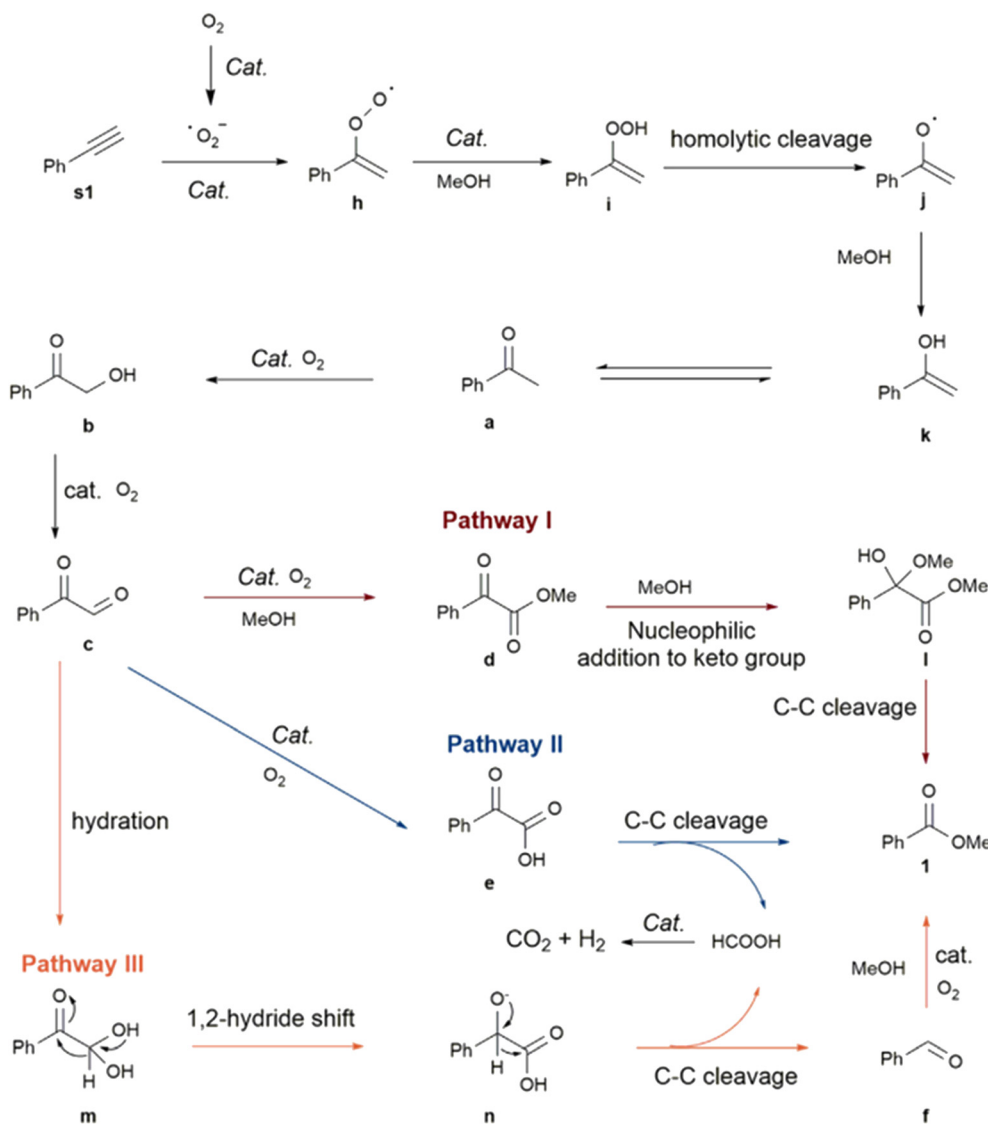 O2
Cat.
·O2−
Ph
s1
Cat.
O·
O
Ph
h
Cat.
MeOH
OOH
Ph
i
homolytic cleavage
O·
Ph
j
MeOH
O
OH
Ph
b
Cat. O2
O
Ph
a
OH
Ph
k
cat. O2
Pathway I
O
O
Ph
c
Cat. O2
MeOH
O
OMe
Ph
O
d
MeOH
Nucleophilic
addition to keto group
HO
OMe
OMe
Ph
O
l
C-C cleavage
Cat.
O2
Pathway II
O
O
Ph
OH
e
hydration
C-C cleavage
O
Ph
OMe
1
CO2 + H2
Cat.
HCOOH
MeOH
cat.
O2
Pathway III
O
OH
Ph
H
OH
m
1,2-hydride shift
O-
O
Ph
H
OH
n
C-C cleavage
Ph
O
f